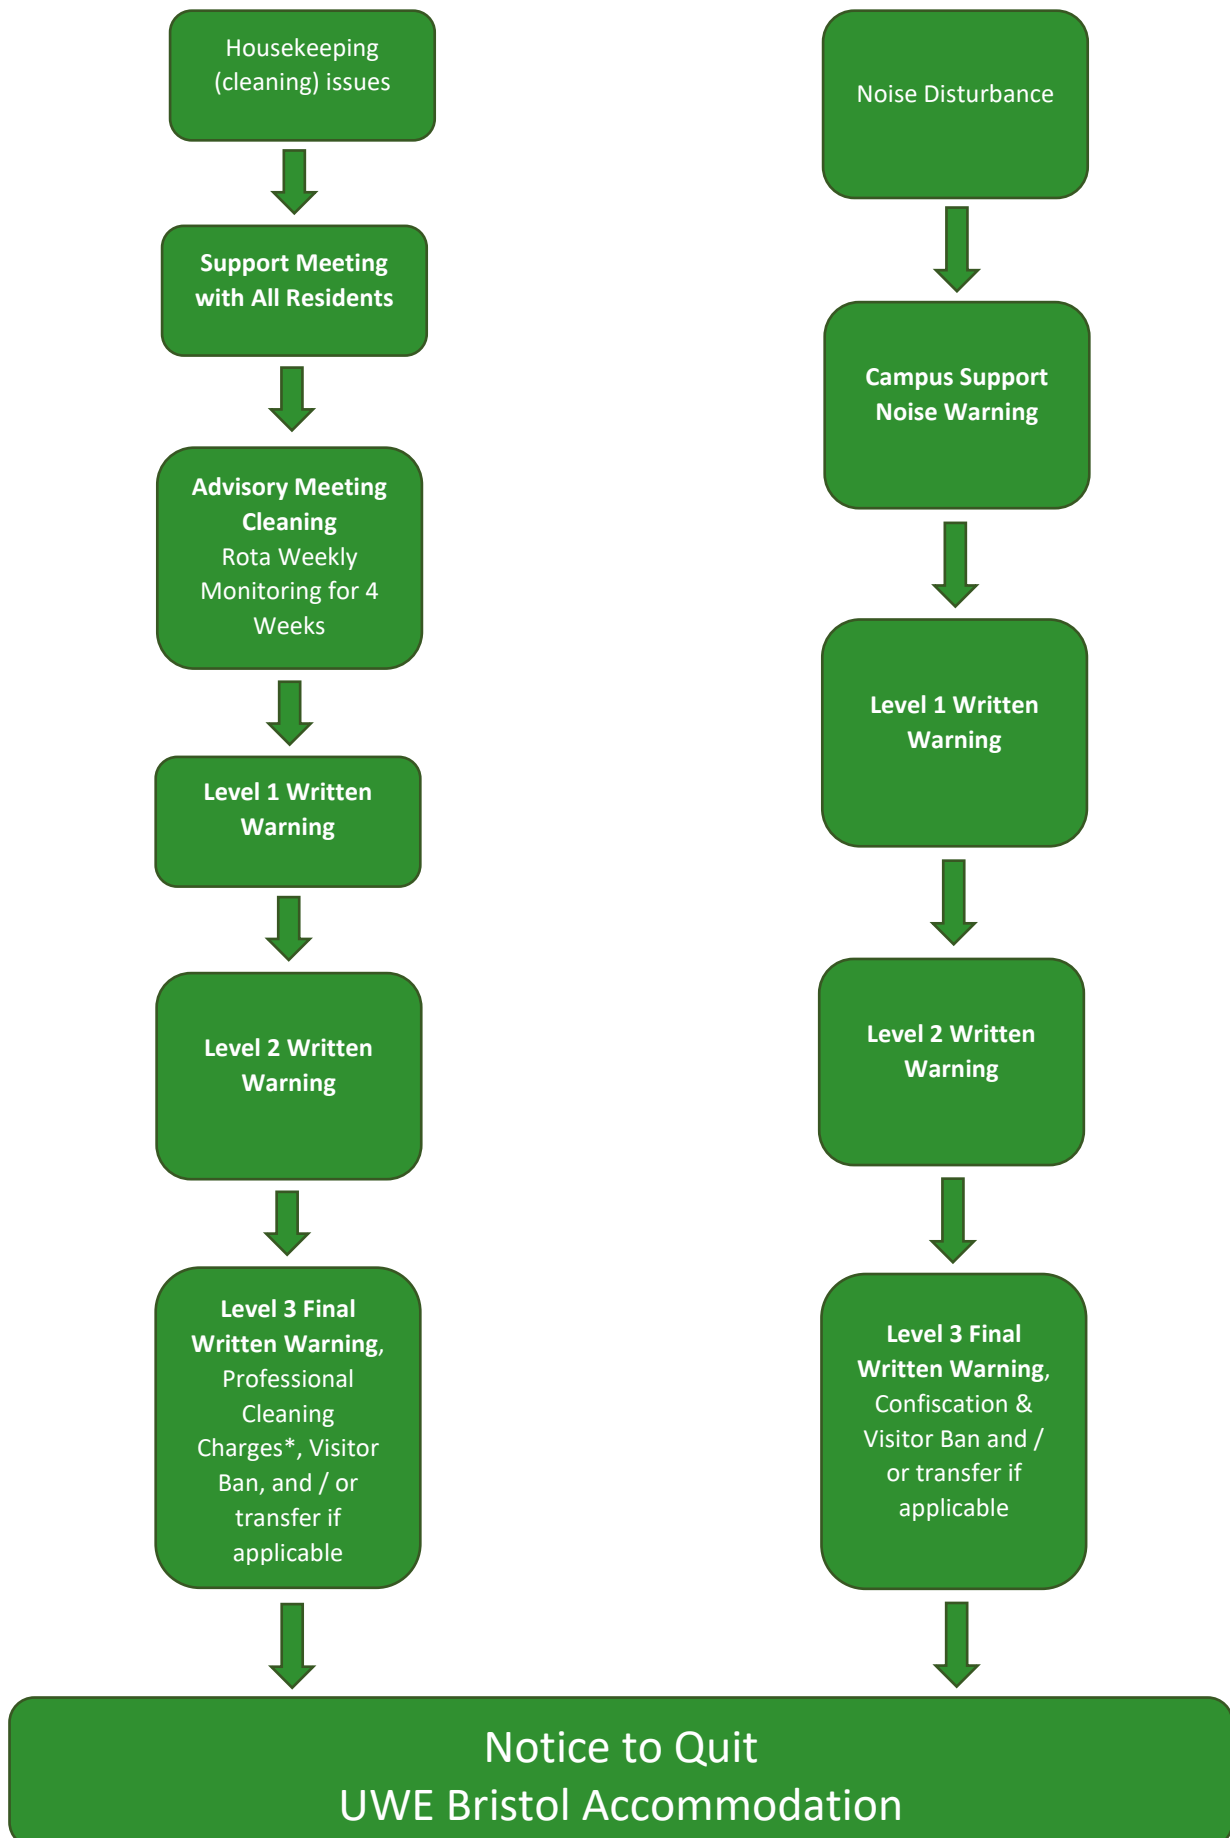 Housekeeping
(cleaning) issues
Support Meeting
with All Residents
Advisory Meeting
Cleaning
Rota Weekly
Monitoring for 4
Weeks
Level 1 Written
Warning
Level 2 Written
Warning
Level 3 Final
Written Warning,
Professional
Cleaning
Charges*, Visitor
Ban, and / or
transfer if
applicable
Noise Disturbance
Campus Support
Noise Warning
Level 1 Written
Warning
Level 2 Written
Warning
Level 3 Final
Written Warning,
Confiscation &
Visitor Ban and /
or transfer if
applicable
Notice to Quit
UWE Bristol Accommodation